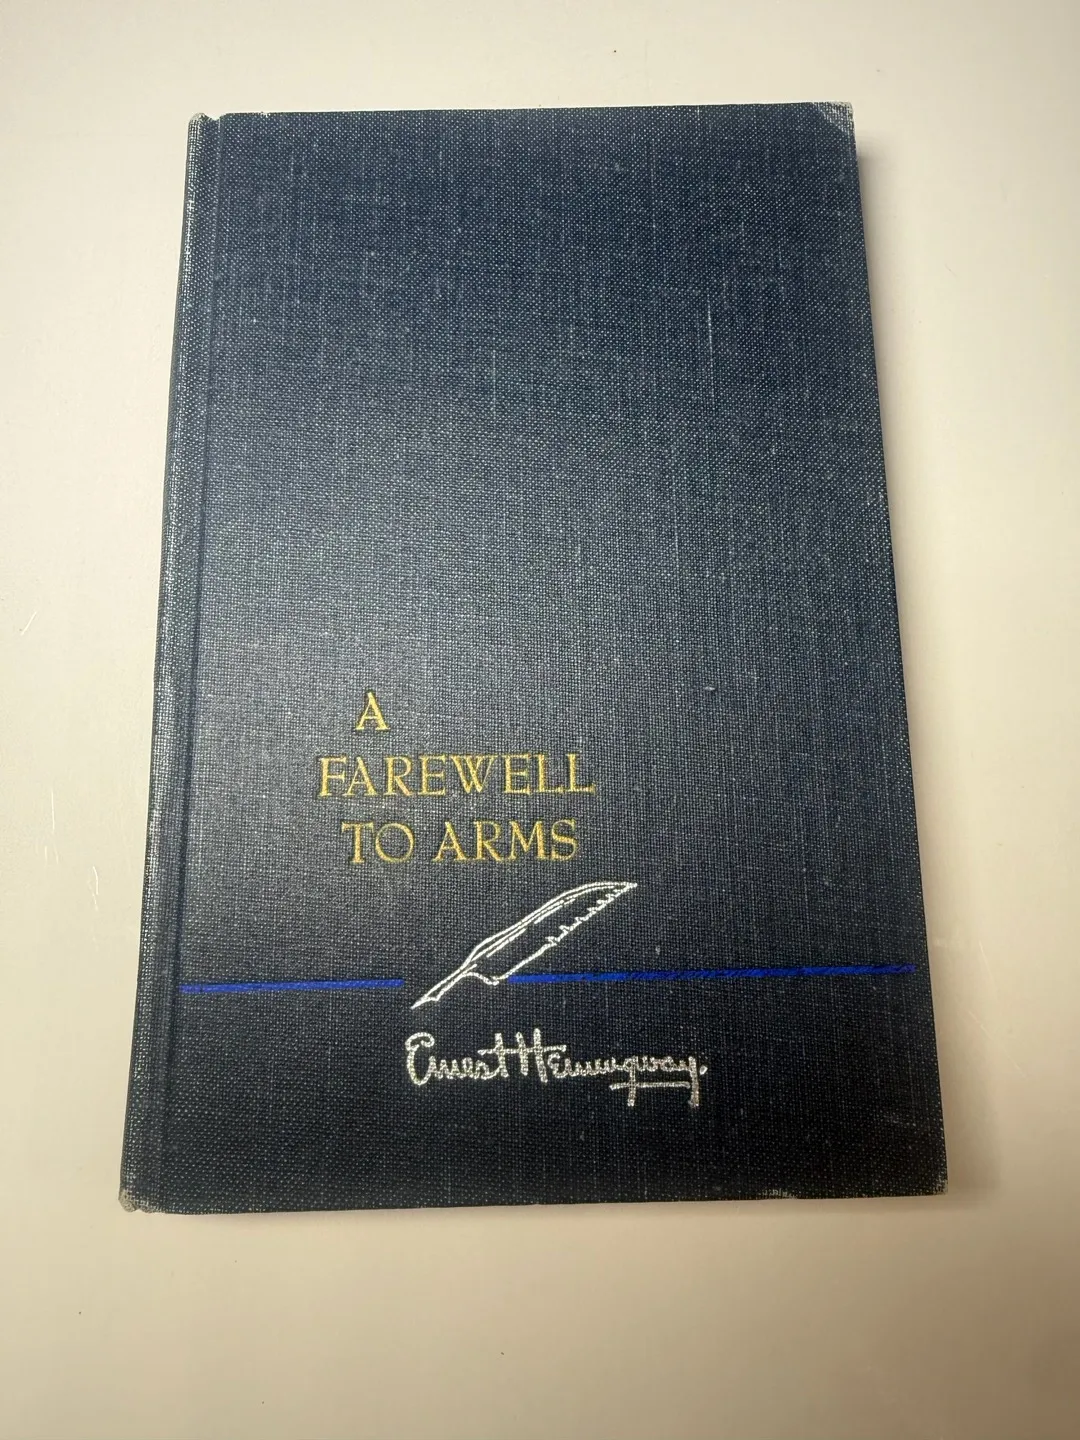 A
FAREWELL
TO ARMS
Ernest Hemingway.